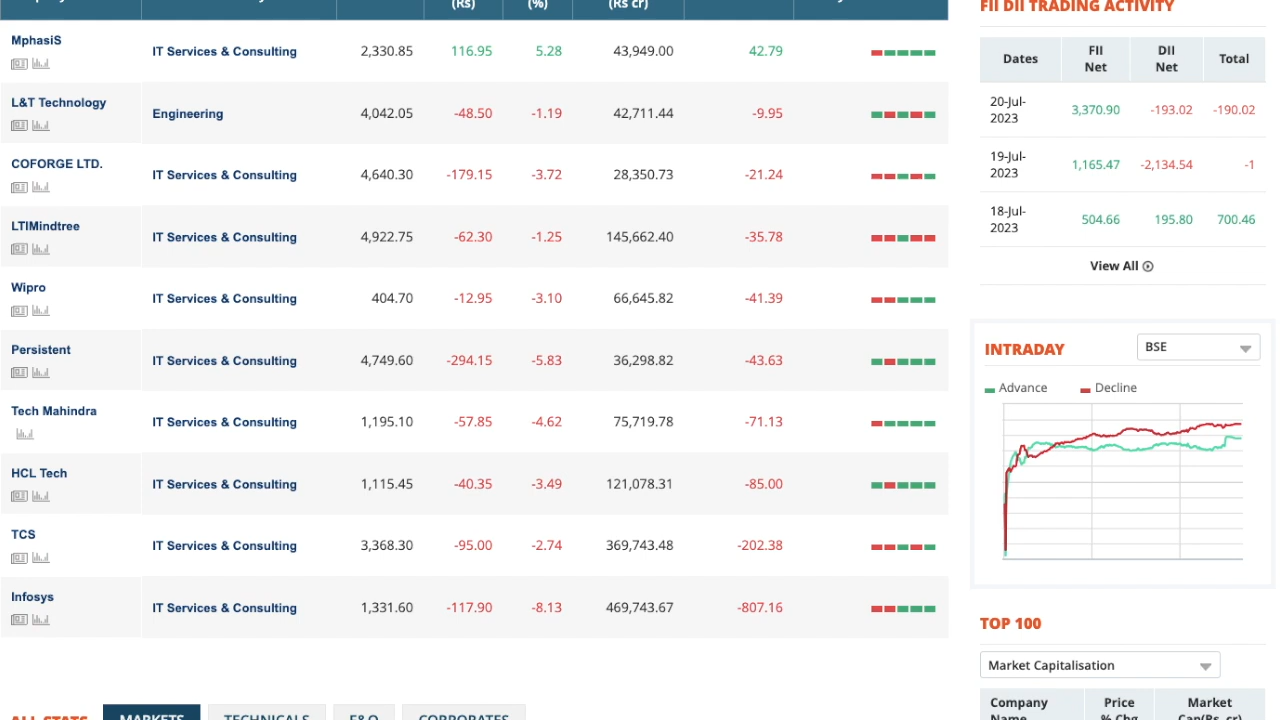 (Rs) (%) (Rs cr)
MphasiS IT Services & Consulting 2,330.85 116.95 5.28 43,949.00 42.79
L&T Technology Engineering 4,042.05 -48.50 -1.19 42,711.44 -9.95
COFORGE LTD. IT Services & Consulting 4,640.30 -179.15 -3.72 28,350.73 -21.24
LTIMindtree IT Services & Consulting 4,922.75 -62.30 -1.25 145,662.40 -35.78
Wipro IT Services & Consulting 404.70 -12.95 -3.10 66,645.82 -41.39
Persistent IT Services & Consulting 4,749.60 -294.15 -5.83 36,298.82 -43.63
Tech Mahindra IT Services & Consulting 1,195.10 -57.85 -4.62 75,719.78 -71.13
HCL Tech IT Services & Consulting 1,115.45 -40.35 -3.49 121,078.31 -85.00
TCS IT Services & Consulting 3,368.30 -95.00 -2.74 369,743.48 -202.38
Infosys IT Services & Consulting 1,331.60 -117.90 -8.13 469,743.67 -807.16
ALL STATS MARKETS TECHNICALS F&O CORPORATES
FII DII TRADING ACTIVITY
Dates FII Net DII Net Total
20-Jul-
2023 3,370.90 -193.02 -190.02
19-Jul-
2023 1,165.47 -2,134.54 -1
18-Jul-
2023 504.66 195.80 700.46
View All
INTRADAY BSE
Advance Decline
TOP 100
Market Capitalisation
Company Price Market
Name % Chg Cap(Rs. cr)